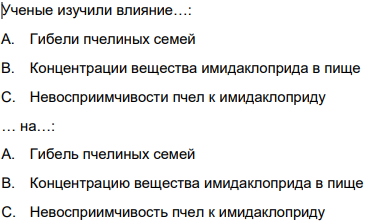 Ученые изучили влияние…:
A. Гибели пчелиных семей
B. Концентрации вещества имидаклоприда в пище
C. Невосприимчивости пчел к имидаклоприду
… на…:
A. Гибель пчелиных семей
B. Концентрацию вещества имидаклоприда в пище
C. Невосприимчивость пчел к имидаклоприду